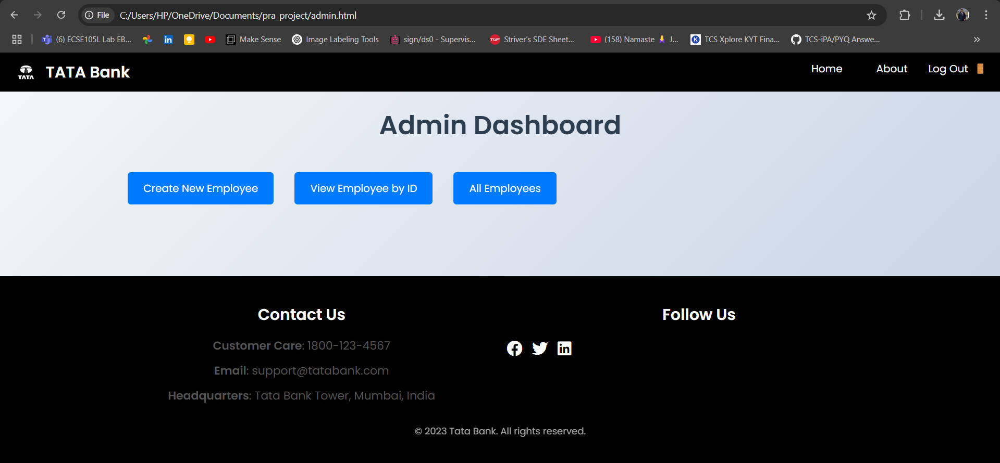 File C:/Users/HP/OneDrive/Documents/pra_project/admin.html
(6) ECSE105L Lab EB... Make Sense Image Labeling Tools sign/ds0 - Supervis... Striver's SDE Sheet... (158) Namaste 🙏 J... TCS Xplore KYT Fina... TCS-iPA/PYQ Answe...
TATA TATA Bank Home About Log Out
Admin Dashboard
Create New Employee View Employee by ID All Employees
Contact Us Follow Us
Customer Care: 1800-123-4567
Email: support@tatabank.com
Headquarters: Tata Bank Tower, Mumbai, India
© 2023 Tata Bank. All rights reserved.